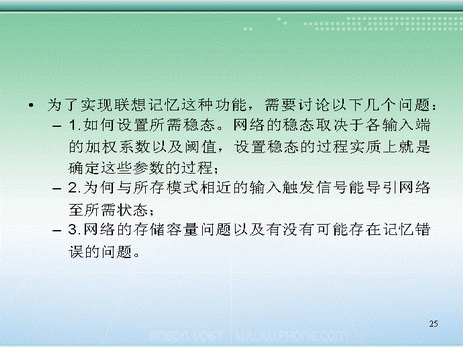 • 为了实现联想记忆这种功能，需要讨论以下几个问题：
– 1.如何设置所需稳态。网络的稳态取决于各输入端
的加权系数以及阈值，设置稳态的过程实质上就是
确定这些参数的过程；
– 2.为何与所存模式相近的输入触发信号能导引网络
至所需状态；
– 3.网络的存储容量问题以及有没有可能存在记忆错
误的问题。
25